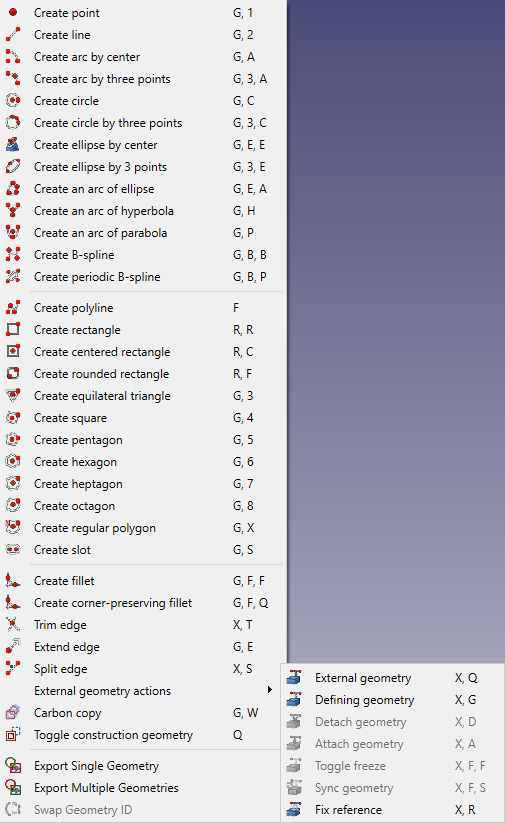 Create point G, 1
Create line G, 2
Create arc by center G, A
Create arc by three points G, 3, A
Create circle G, C
Create circle by three points G, 3, C
Create ellipse by center G, E, E
Create ellipse by 3 points G, 3, E
Create an arc of ellipse G, E, A
Create an arc of hyperbola G, H
Create an arc of parabola G, P
Create B-spline G, B, B
Create periodic B-spline G, B, P
Create polyline F
Create rectangle R, R
Create centered rectangle R, C
Create rounded rectangle R, F
Create equilateral triangle G, 3
Create square G, 4
Create pentagon G, 5
Create hexagon G, 6
Create heptagon G, 7
Create octagon G, 8
Create regular polygon G, X
Create slot G, S
Create fillet G, F, F
Create corner-preserving fillet G, F, Q
Trim edge X, T
Extend edge G, E
Split edge X, S
External geometry actions
Carbon copy G, W
Toggle construction geometry Q
Export Single Geometry
Export Multiple Geometries
Swap Geometry ID
External geometry X, Q
Defining geometry X, G
Detach geometry X, D
Attach geometry X, A
Toggle freeze X, F, F
Sync geometry X, F, S
Fix reference X, R